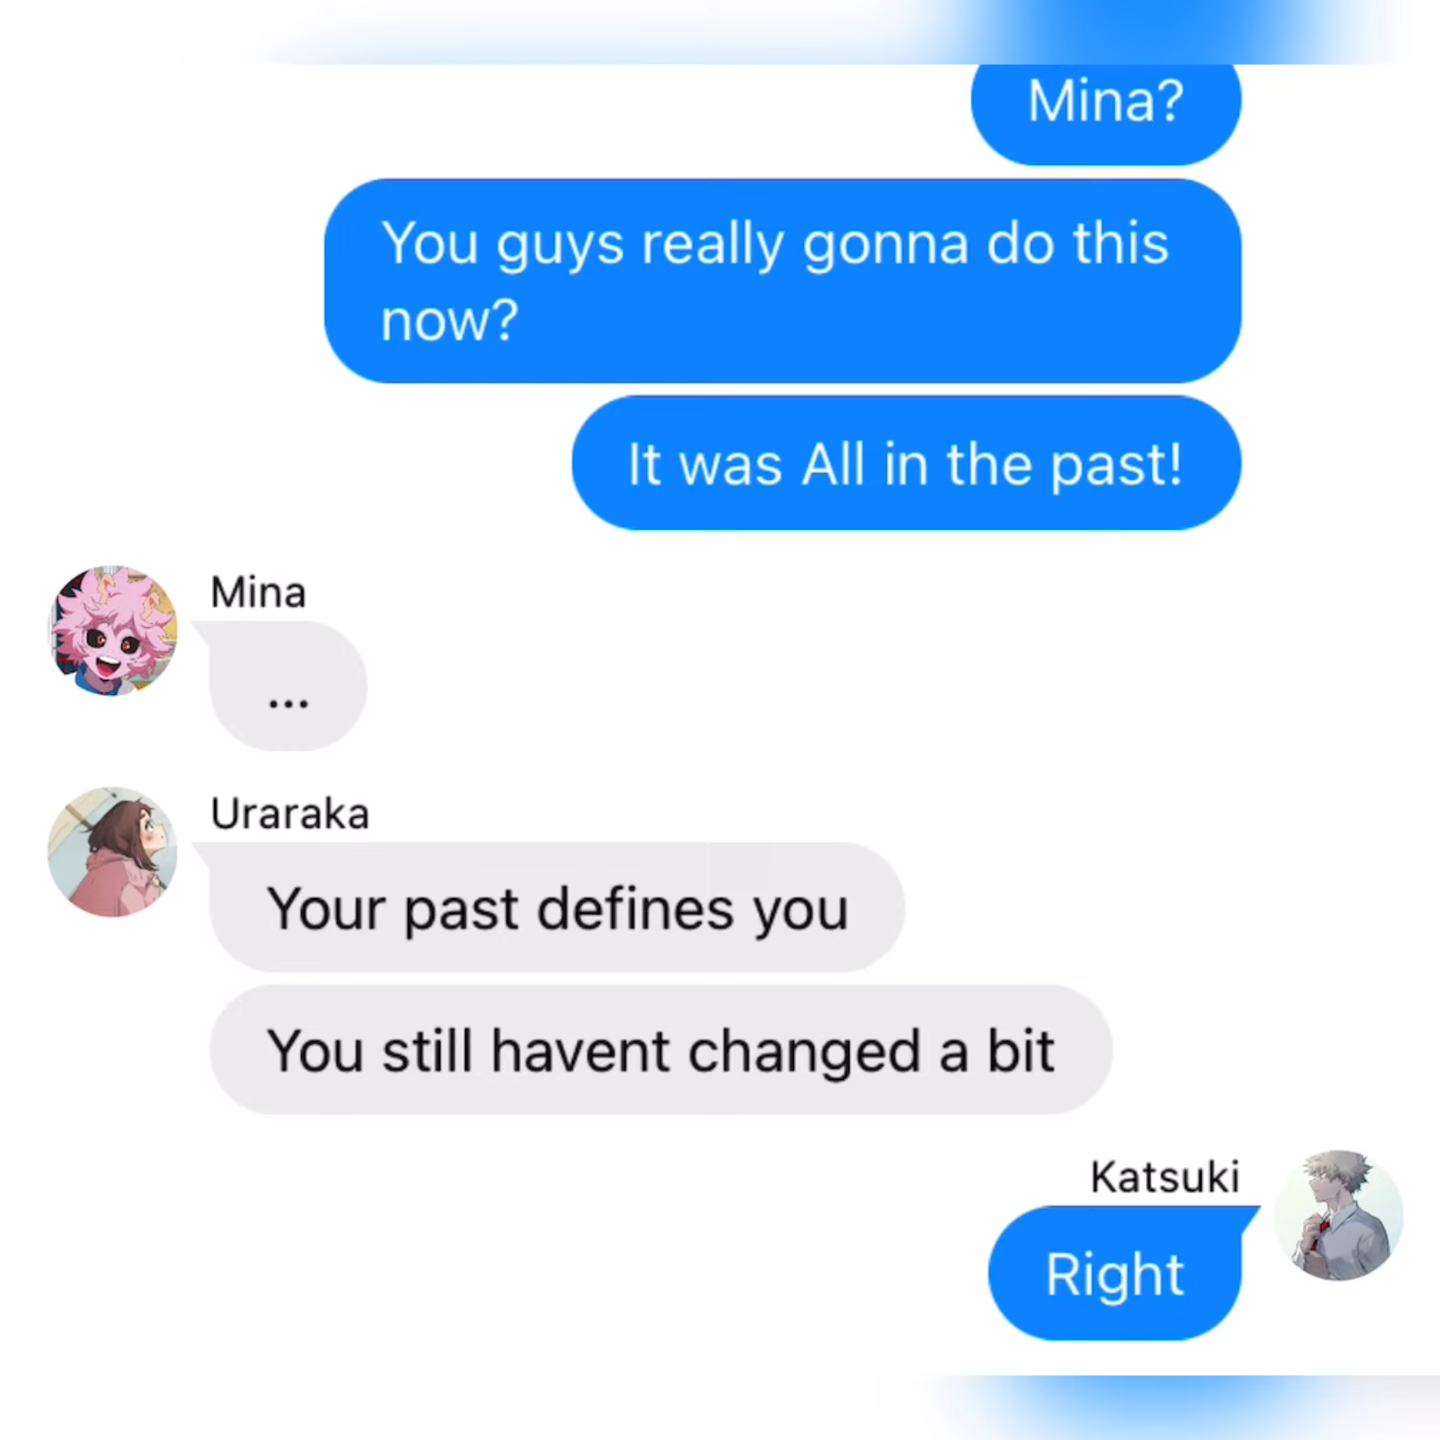 Mina?
You guys really gonna do this
now?
It was All in the past!
Mina
...
Uraraka
Your past defines you
You still havent changed a bit
Katsuki
Right